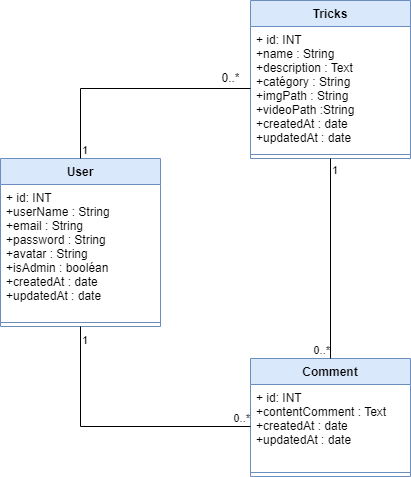 Tricks
+ id: INT
+name : String
+description : Text
+catégory : String
+imgPath : String
+videoPath :String
+createdAt : date
+updatedAt : date
0..*
1
1
User
+ id: INT
+userName : String
+email : String
+password : String
+avatar : String
+isAdmin : booléan
+createdAt : date
+updatedAt : date
1
0..*
0..*
Comment
+ id: INT
+contentComment : Text
+createdAt : date
+updatedAt : date